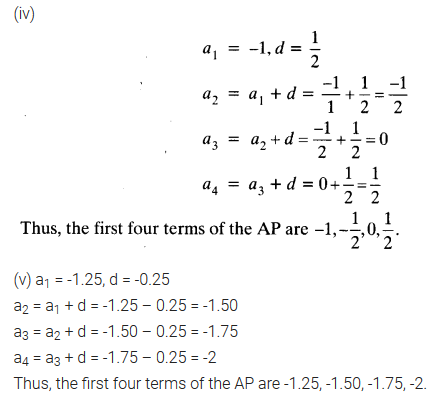 (iv)
a₁ = -1, d = 1/2
a₂ = a₁ + d = -1/1 + 1/2 = -1/2
a₃ = a₂ + d = -1/2 + 1/2 = 0
a₄ = a₃ + d = 0 + 1/2 = 1/2
Thus, the first four terms of the AP are -1, -1/2, 0, 1/2.
(v) a₁ = -1.25, d = -0.25
a₂ = a₁ + d = -1.25 – 0.25 = -1.50
a₃ = a₂ + d = -1.50 – 0.25 = -1.75
a₄ = a₃ + d = -1.75 – 0.25 = -2
Thus, the first four terms of the AP are -1.25, -1.50, -1.75, -2.